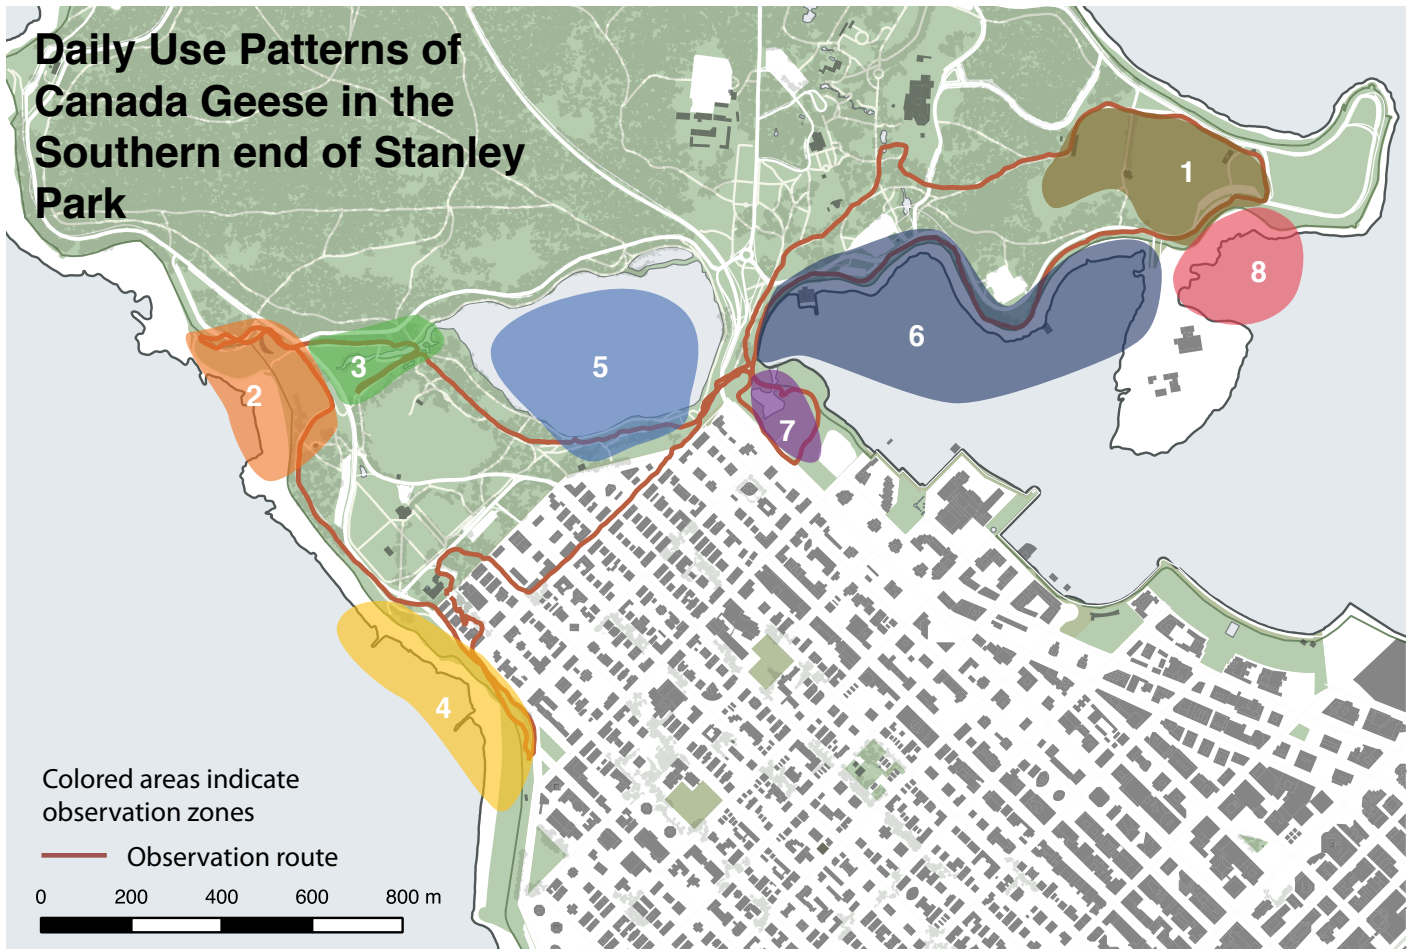 Daily Use Patterns of
Canada Geese in the
Southern end of Stanley
Park
1
8
2
3
5
6
7
4
Colored areas indicate
observation zones
Observation route
0 200 400 600 800 m